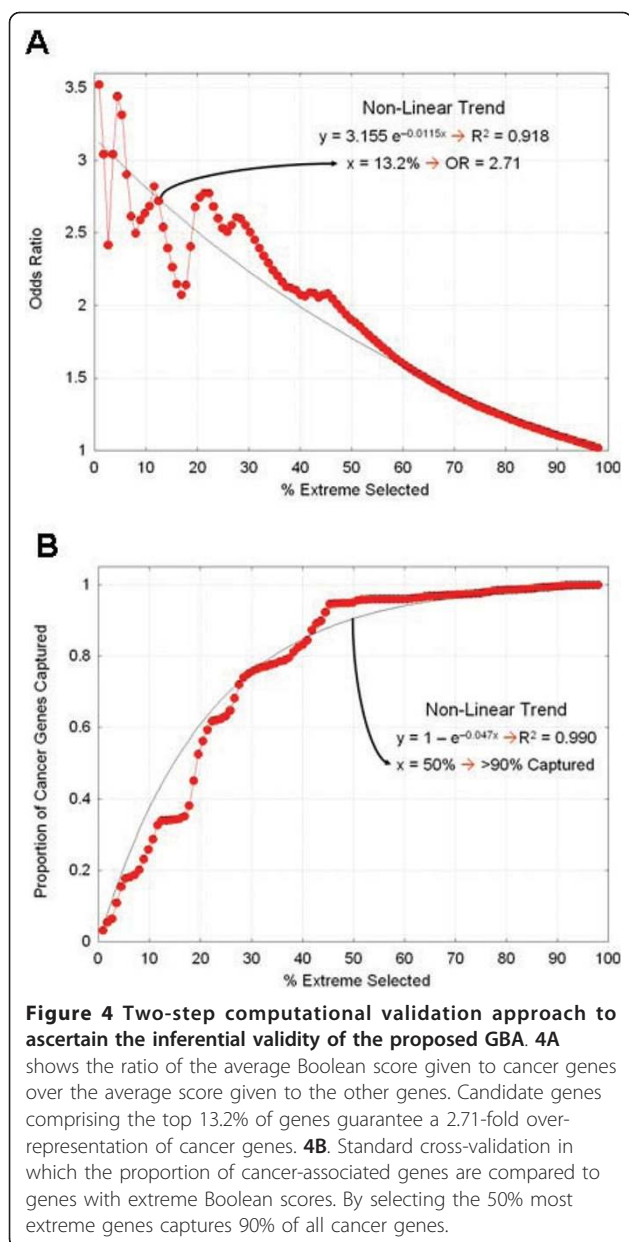 A
3.5
3
2.5
2
1.5
1
Odds Ratio
Non-Linear Trend
y = 3.155 e–0.0115x → R2 = 0.918
x = 13.2% → OR = 2.71
0 10 20 30 40 50 60 70 80 90 100
% Extreme Selected
B
1
0.8
0.6
0.4
0.2
0
Proportion of Cancer Genes Captured
Non-Linear Trend
y = 1 – e–0.047x → R2 = 0.990
x = 50% → >90% Captured
0 10 20 30 40 50 60 70 80 90 100
% Extreme Selected
Figure 4 Two-step computational validation approach to
ascertain the inferential validity of the proposed GBA. 4A
shows the ratio of the average Boolean score given to cancer genes
over the average score given to the other genes. Candidate genes
comprising the top 13.2% of genes guarantee a 2.71-fold over-
representation of cancer genes. 4B. Standard cross-validation in
which the proportion of cancer-associated genes are compared to
genes with extreme Boolean scores. By selecting the 50% most
extreme genes captures 90% of all cancer genes.